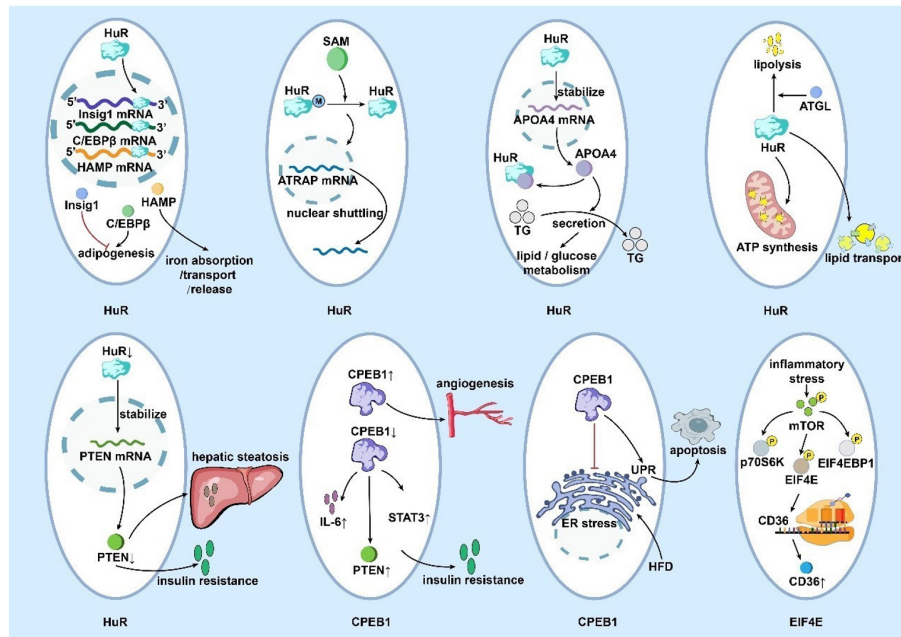 HuR
5' 3'
Insig1 mRNA
5' 3'
C/EBPβ mRNA
5' 3'
HAMP mRNA
Insig1
HAMP
C/EBPβ
adipogenesis
iron absorption
/transport
/release
HuR
SAM
HuR M HuR
ATRAP mRNA
nuclear shuttling
HuR
HuR
stabilize
APOA4 mRNA
HuR APOA4
TG
secretion
TG
lipid / glucose
metabolism
HuR
lipolysis
ATGL
HuR
ATP synthesis
lipid transport
HuR
HuR↓
stabilize
PTEN mRNA
hepatic steatosis
PTEN↓
insulin resistance
HuR
CPEB1↑
angiogenesis
CPEB1↓
IL-6↑
STAT3↑
PTEN↑
insulin resistance
CPEB1
CPEB1
UPR
apoptosis
ER stress
HFD
CPEB1
inflammatory
stress
P
mTOR
P P
p70S6K EIF4EBP1
P
EIF4E
CD36
CD36↑
EIF4E